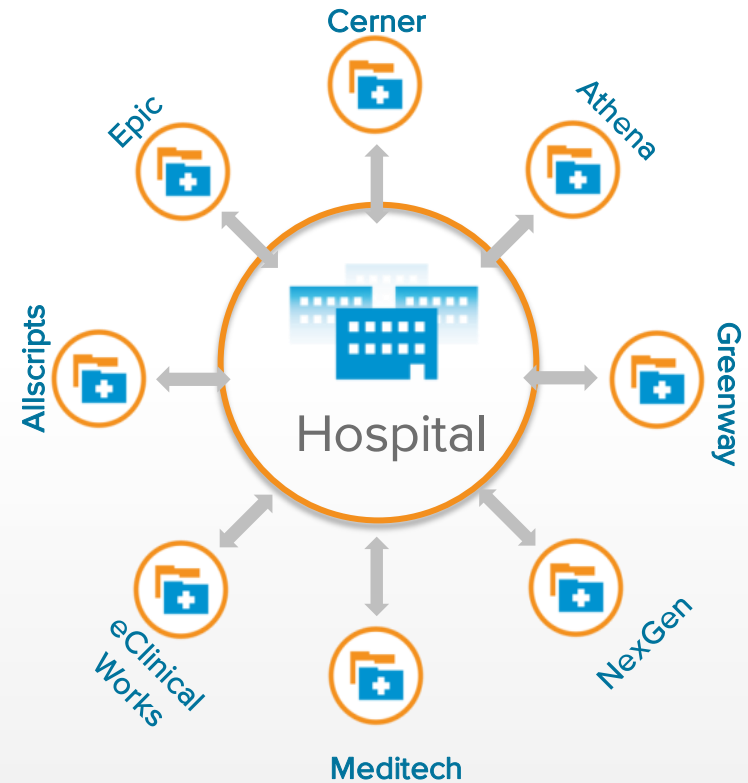 Cerner
Epic
Athena
Allscripts
Greenway
Hospital
eClinical
Works
NexGen
Meditech